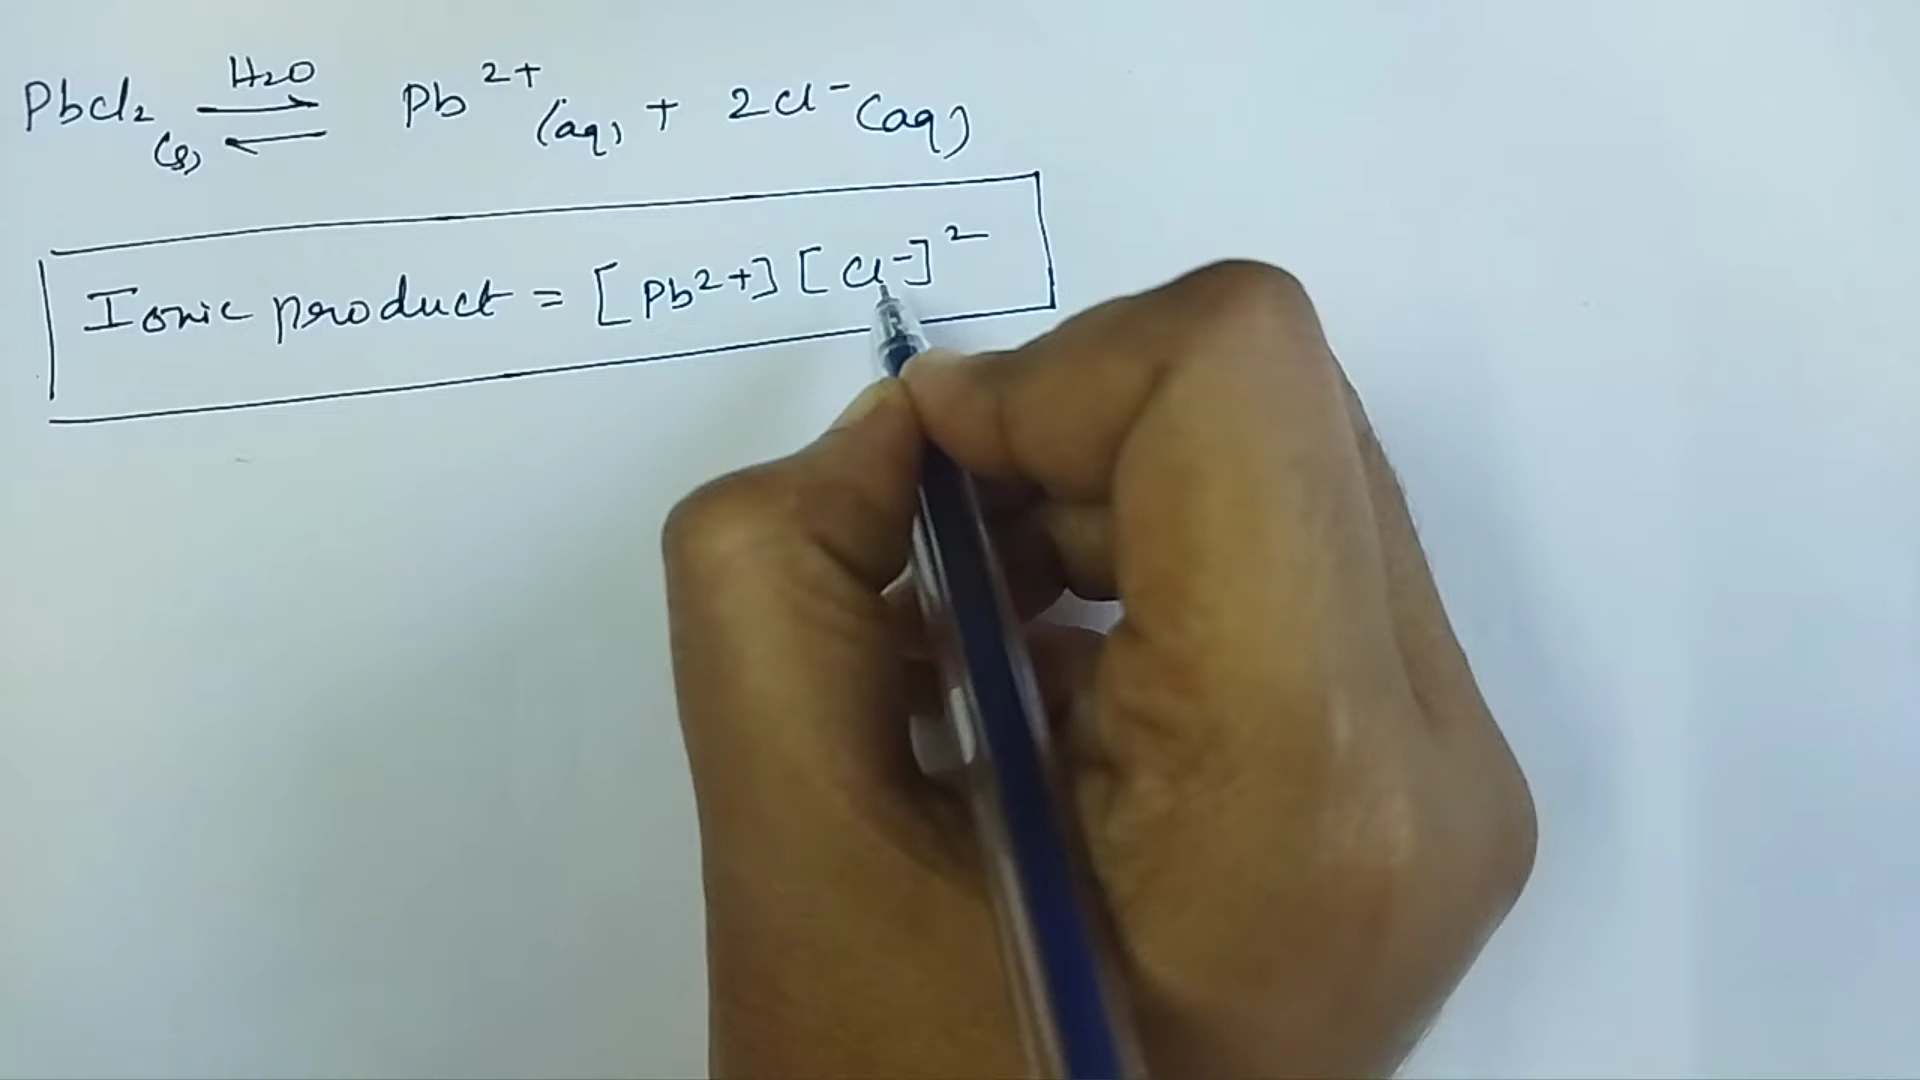 PbCl₂(s) ⇌ H₂O Pb²⁺(aq) + 2Cl⁻(aq)
Ionic product = [Pb²⁺] [Cl⁻]²